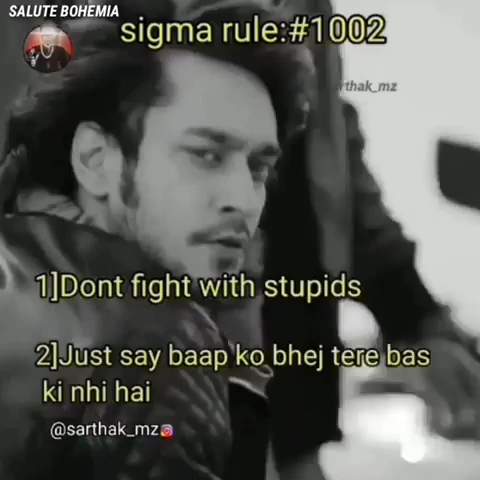 SALUTE BOHEMIA
sigma rule:#1002
rthak_mz
1]Dont fight with stupids
2]Just say baap ko bhej tere bas
ki nhi hai
@sarthak_mz